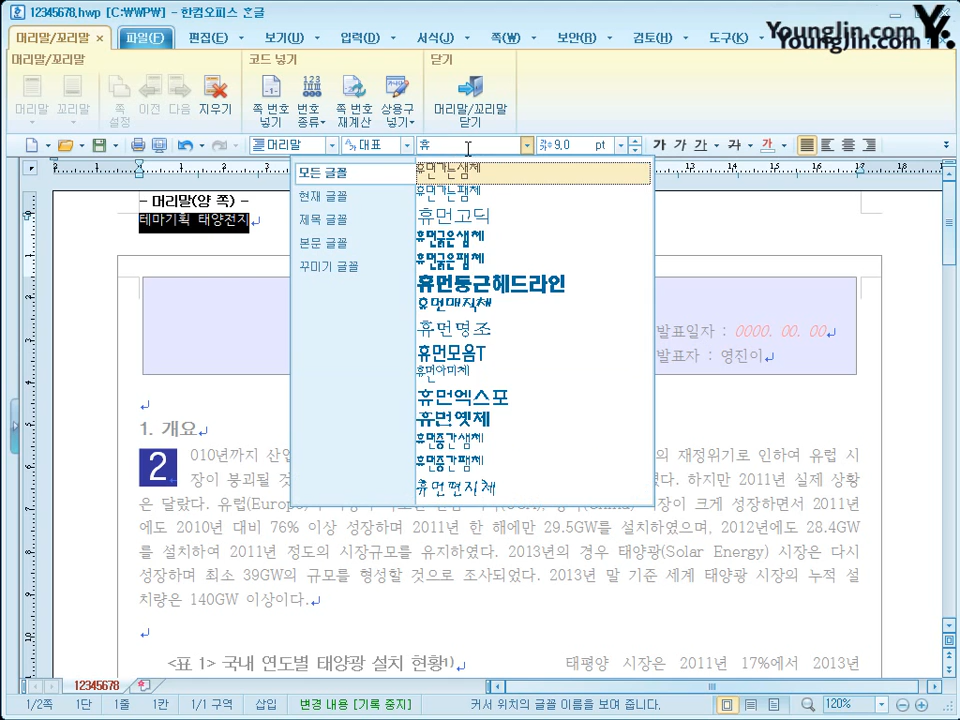 12345678.hwp [C:\WP\] - 한컴오피스 한글
YoungJin.com
YoungJin.com
머리말/꼬리말 × 파일(F) 편집(E) 보기(U) 입력(D) 서식(J) 쪽(W) 보안(B) 검토(H) 도구(K)
머리말/꼬리말 코드 넣기 닫기
머리말 꼬리말 쪽 설정 이전 다음 지우기 쪽 번호 넣기 번호 종류 쪽 번호 재계산 상용구 넣기 머리말/꼬리말 닫기
머리말 대표 휴 9.0 pt 가 가 가 가 가
2 1 1 13 14 15 16 17 18
모든 글꼴
현재 글꼴
제목 글꼴
본문 글꼴
꾸미기 글꼴
휴먼가는샘체
휴먼가는팸체
휴먼고딕
휴먼굵은샘체
휴먼굵은팸체
휴먼둥근헤드라인
휴먼매직체
휴먼명조
휴먼모음T
휴먼아미체
휴먼엑스포
휴먼옛체
휴먼중간샘체
휴먼중간팸체
휴먼편지체
- 머리말(양 쪽) -
테마기획 태양전지
발표일자 : 0000. 00. 00
발표자 : 영진이
1. 개요
2 010년까지 산업 의 재정위기로 인하여 유럽 시
장이 붕괴될 것 했다. 하지만 2011년 실제 상황
은 달랐다. 유럽(Europe) 시장이 크게 성장하면서 2011년
에도 2010년 대비 76% 이상 성장하며 2011년 한 해에만 29.5GW를 설치하였으며, 2012년에도 28.4GW
를 설치하여 2011년 정도의 시장규모를 유지하였다. 2013년의 경우 태양광(Solar Energy) 시장은 다시
성장하며 최소 39GW의 규모를 형성할 것으로 조사되었다. 2013년 말 기준 세계 태양광 시장의 누적 설
치량은 140GW 이상이다.
<표 1> 국내 연도별 태양광 설치 현황1) 태평양 시장은 2011년 17%에서 2013년
12345678
1/2쪽 1단 1줄 1칸 1/1 구역 삽입 변경 내용 [기록 중지] 커서 위치의 글꼴 이름을 보여 줍니다. 120%